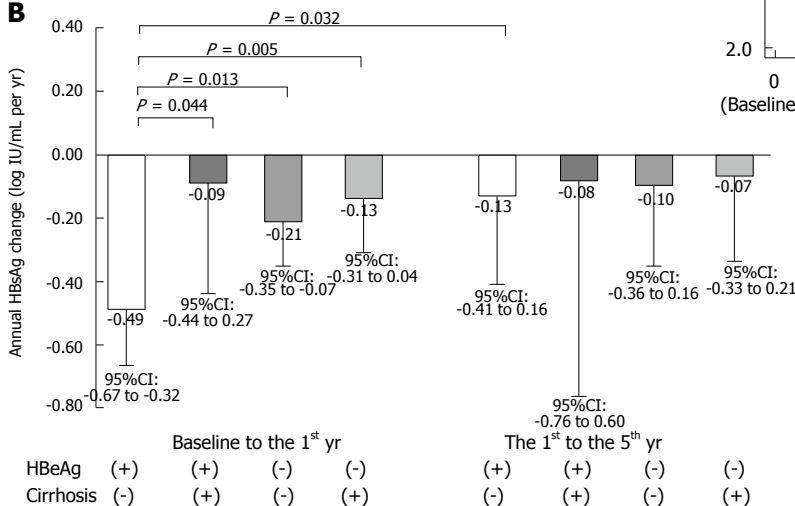 B
Annual HBsAg change (log IU/mL per yr)
0.40
0.20
0.00
-0.20
-0.40
-0.60
-0.80
P = 0.032
P = 0.005
P = 0.013
P = 0.044
2.0
0
(Baseline
-0.49
95%CI:
-0.67 to -0.32
-0.09
95%CI:
-0.44 to 0.27
-0.21
95%CI:
-0.35 to -0.07
-0.13
95%CI:
-0.31 to 0.04
-0.13
95%CI:
-0.41 to 0.16
-0.08
95%CI:
-0.76 to 0.60
-0.10
95%CI:
-0.36 to 0.16
-0.07
95%CI:
-0.33 to 0.21
Baseline to the 1st yr The 1st to the 5th yr
HBeAg (+) (+) (-) (-) (+) (+) (-) (-)
Cirrhosis (-) (+) (-) (+) (-) (+) (-) (+)